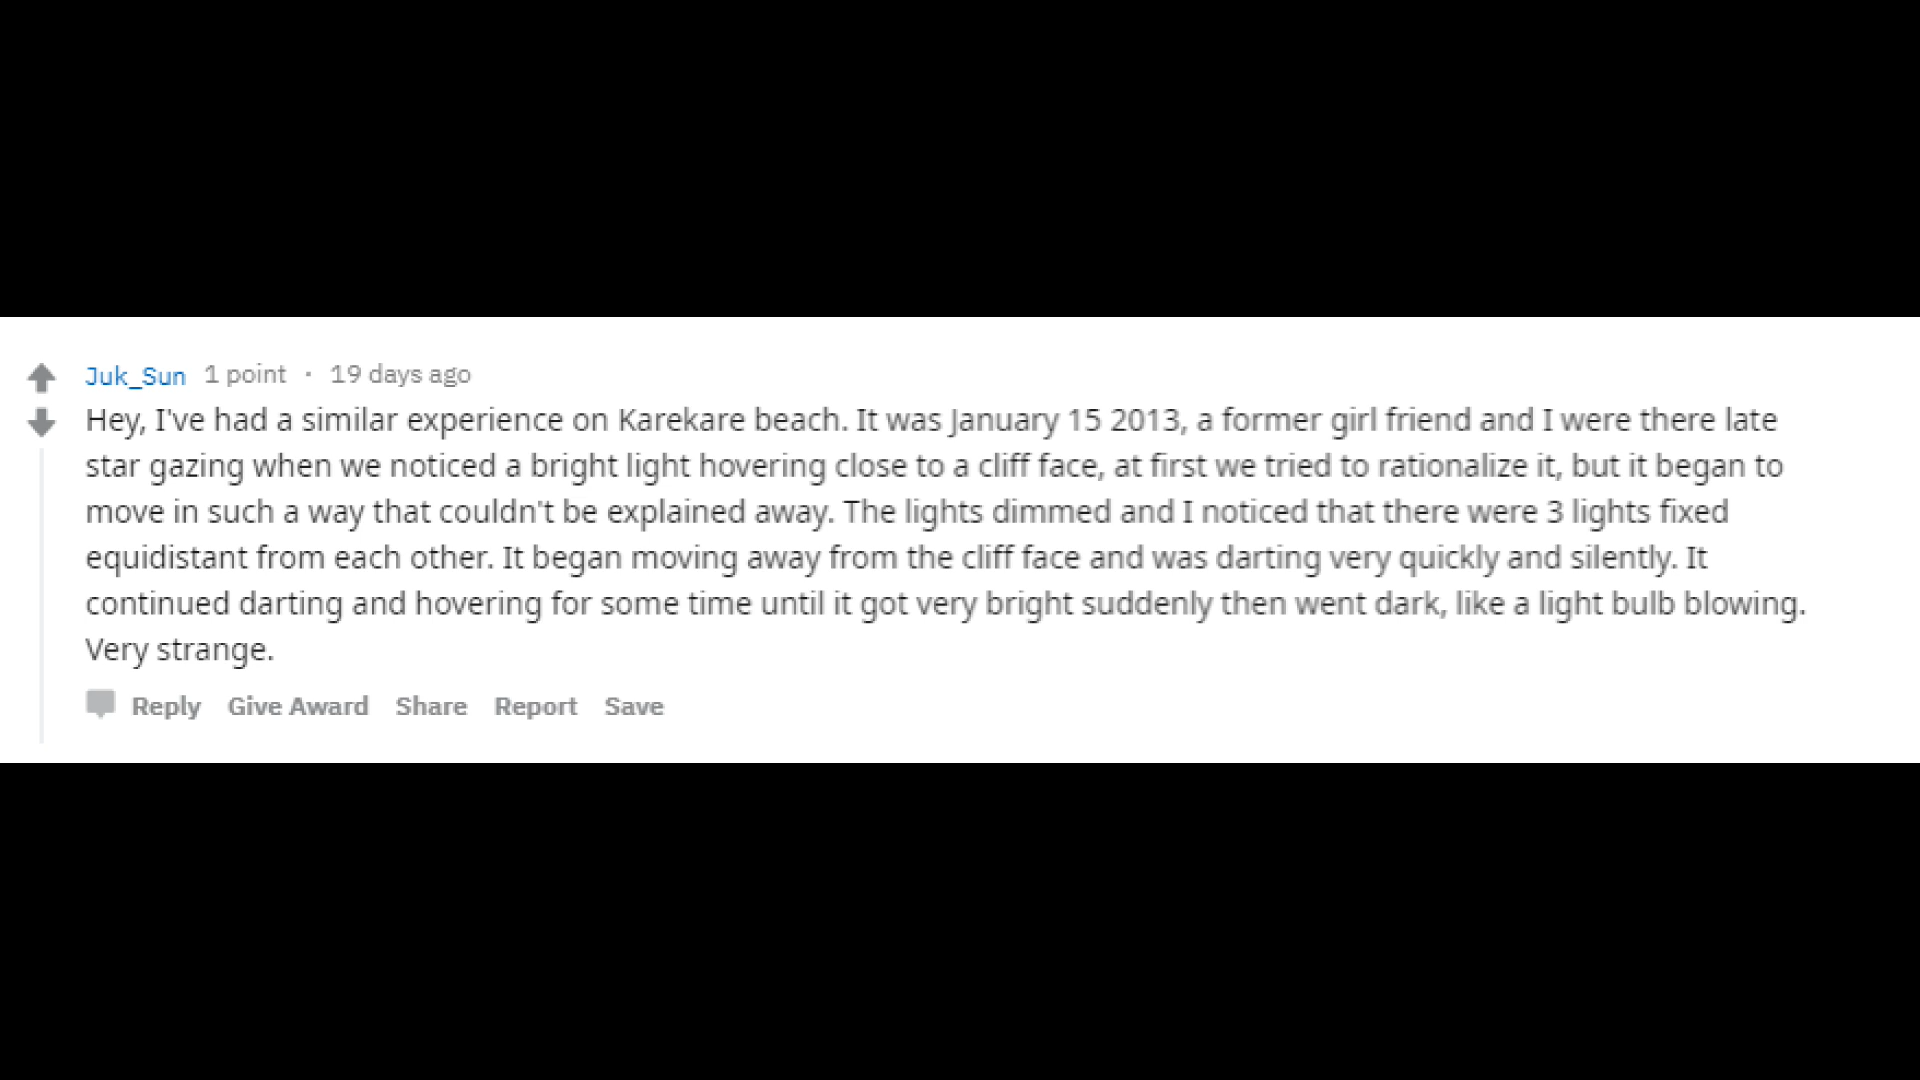 Juk_Sun 1 point · 19 days ago
Hey, I've had a similar experience on Karekare beach. It was January 15 2013, a former girl friend and I were there late
star gazing when we noticed a bright light hovering close to a cliff face, at first we tried to rationalize it, but it began to
move in such a way that couldn't be explained away. The lights dimmed and I noticed that there were 3 lights fixed
equidistant from each other. It began moving away from the cliff face and was darting very quickly and silently. It
continued darting and hovering for some time until it got very bright suddenly then went dark, like a light bulb blowing.
Very strange.
Reply Give Award Share Report Save